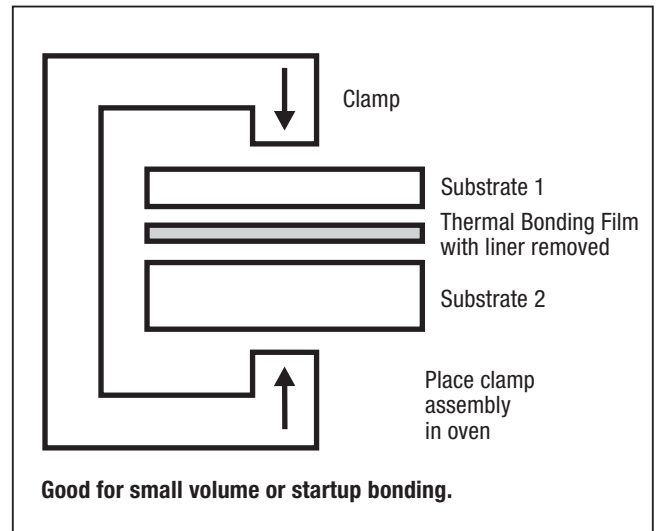 Clamp
Substrate 1
Thermal Bonding Film
with liner removed
Substrate 2
Place clamp
assembly
in oven
Good for small volume or startup bonding.